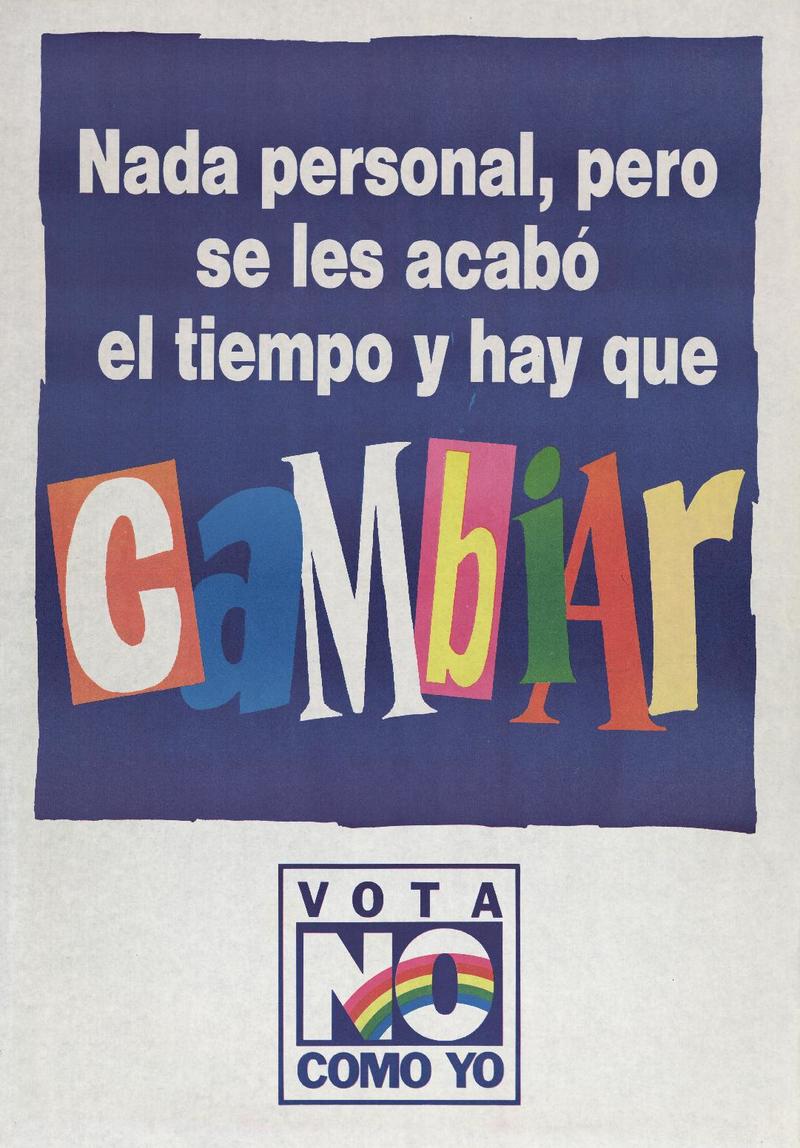 Nada personal, pero
se les acabó
el tiempo y hay que
CaMbiAr
VOTA
NO
COMO YO